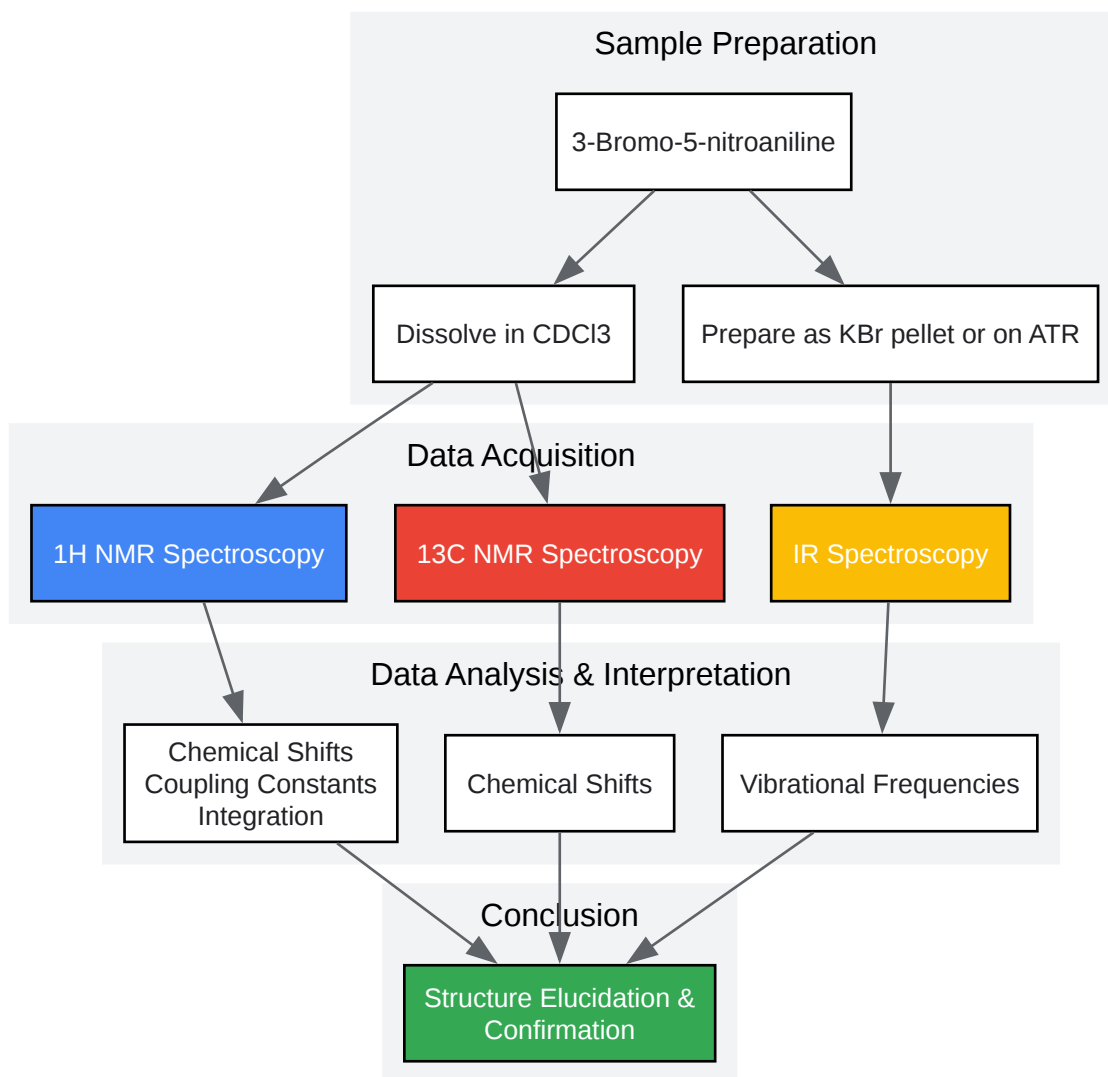 Sample Preparation
3-Bromo-5-nitroaniline
Dissolve in CDCl3
Prepare as KBr pellet or on ATR
Data Acquisition
1H NMR Spectroscopy
13C NMR Spectroscopy
IR Spectroscopy
Data Analysis & Interpretation
Chemical Shifts
Coupling Constants
Integration
Chemical Shifts
Vibrational Frequencies
Conclusion
Structure Elucidation &
Confirmation